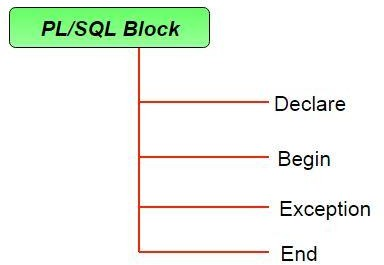 PL/SQL Block
Declare
Begin
Exception
End